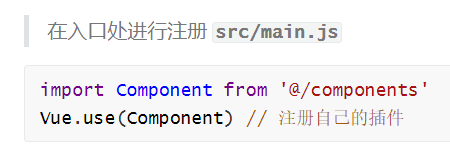 在入口处进行注册 src/main.js
import Component from '@/components'
Vue.use(Component) // 注册自己的插件